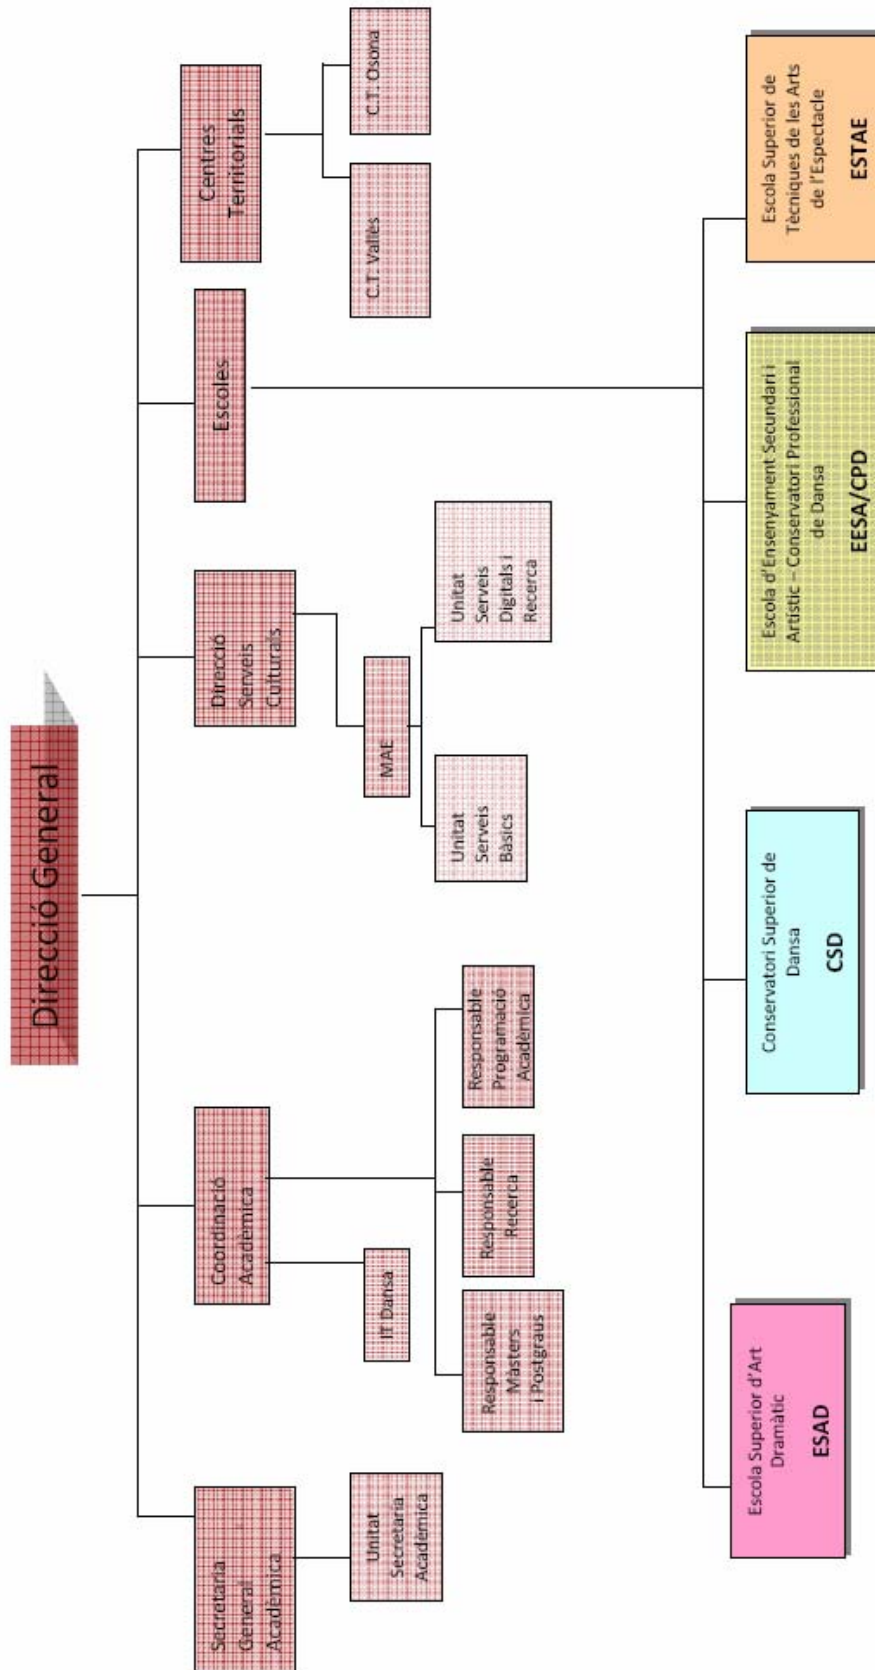 Direcció General
Secretaria
General
Acadèmica
Coordinació
Acadèmica
Direcció
Serveis
Culturals
Escoles
Centres
Territorials
Unitat
Secretaria
Acadèmica
IT Dansa
MAE
C.T. Vallès
C.T. Osona
Responsable
Màsters
i Postgraus
Responsable
Recerca
Responsable
Programació
Acadèmica
Unitat
Serveis
Bàsics
Unitat
Serveis
Digitals i
Recerca
Escola Superior d'Art
Dramàtic
ESAD
Conservatori Superior de
Dansa
CSD
Escola d'Ensenyament Secundari i
Artístic – Conservatori Professional
de Dansa
EESA/CPD
Escola Superior de
Tècniques de les Arts
de l'Espectacle
ESTAE